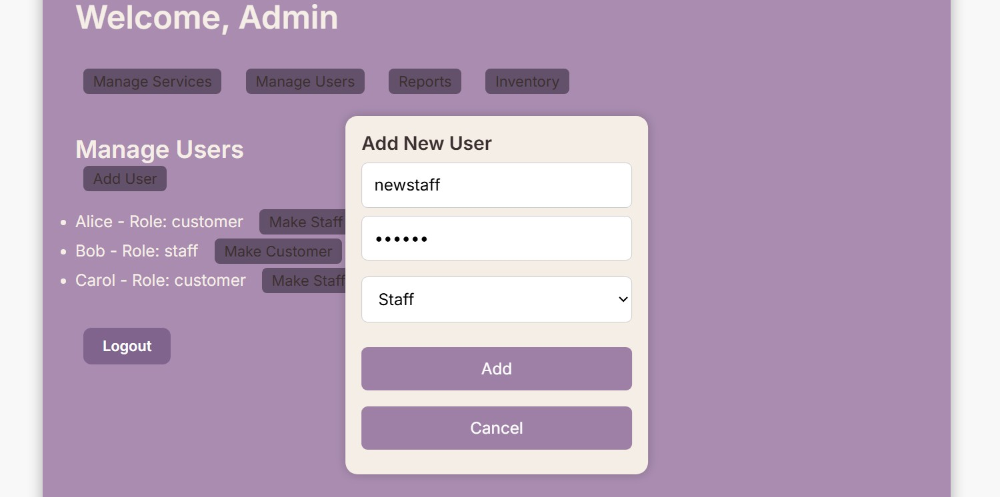 Welcome, Admin
Manage Services Manage Users Reports Inventory
Manage Users
Add User
Alice - Role: customer Make Staff
Bob - Role: staff Make Customer
Carol - Role: customer Make Staff
Logout
Add New User
newstaff
••••••
Staff
Add
Cancel